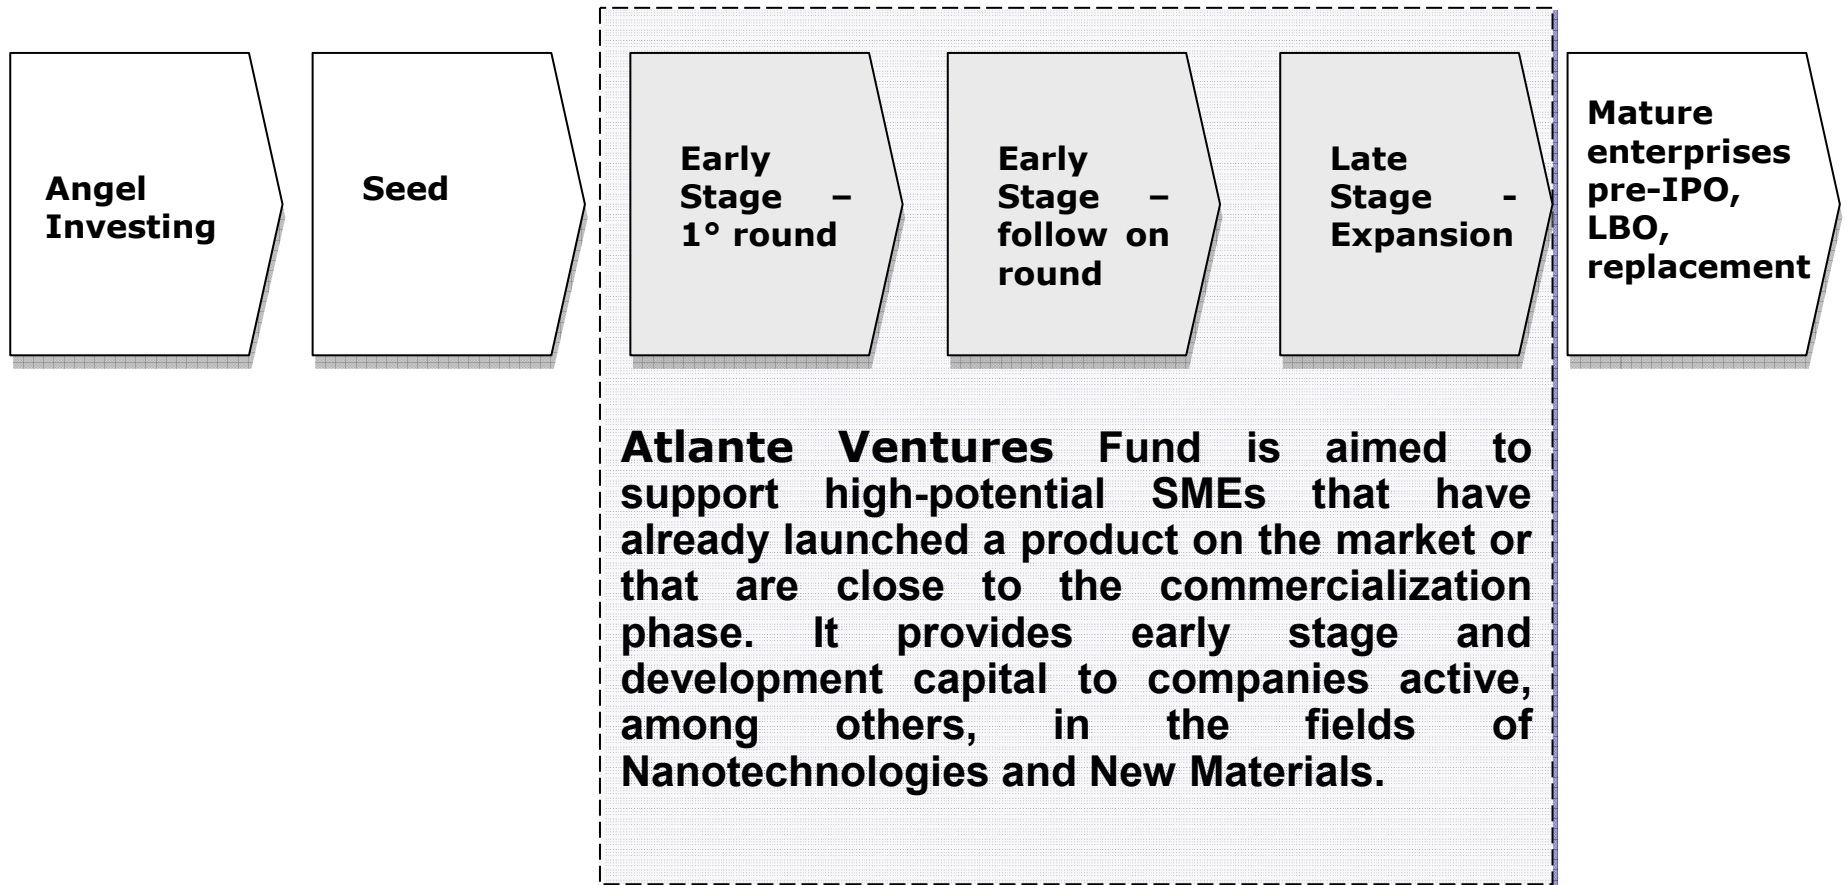 Angel
Investing
Seed
Early
Stage –
1° round
Early
Stage –
follow on
round
Late
Stage -
Expansion
Mature
enterprises
pre-IPO,
LBO,
replacement
Atlante Ventures Fund is aimed to
support high-potential SMEs that have
already launched a product on the market or
that are close to the commercialization
phase. It provides early stage and
development capital to companies active,
among others, in the fields of
Nanotechnologies and New Materials.